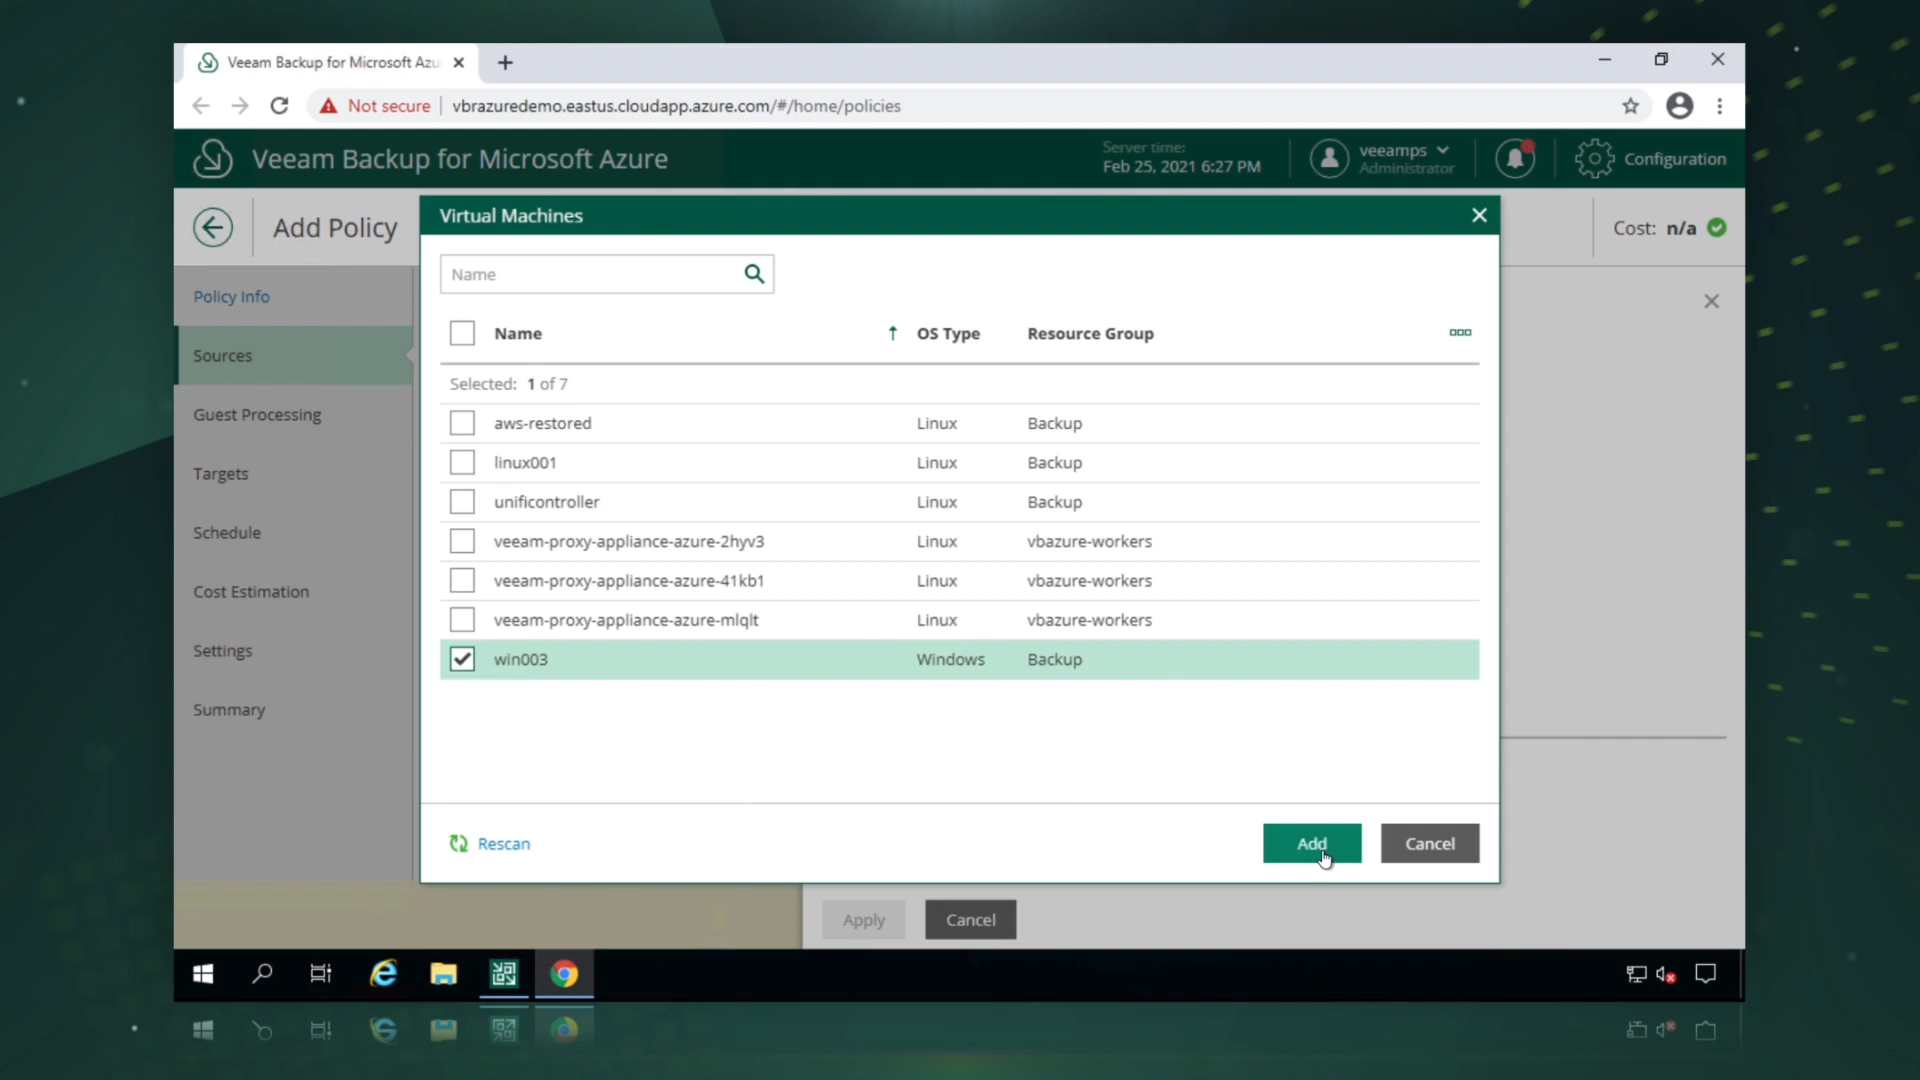 Veeam Backup for Microsoft Azu
Not secure
vbrazuredemo.eastus.cloudapp.azure.com/#/home/policies
Veeam Backup for Microsoft Azure
Server time:
Feb 25, 2021 6:27 PM
veeamps
Administrator
Configuration
Add Policy
Virtual Machines
Cost: n/a
Policy Info
Sources
Guest Processing
Targets
Schedule
Cost Estimation
Settings
Summary
Name
Name OS Type Resource Group
Selected: 1 of 7
aws-restored Linux Backup
linux001 Linux Backup
unificontroller Linux Backup
veeam-proxy-appliance-azure-2hyv3 Linux vbazure-workers
veeam-proxy-appliance-azure-41kb1 Linux vbazure-workers
veeam-proxy-appliance-azure-mlqlt Linux vbazure-workers
win003 Windows Backup
Rescan
Add
Cancel
Apply
Cancel